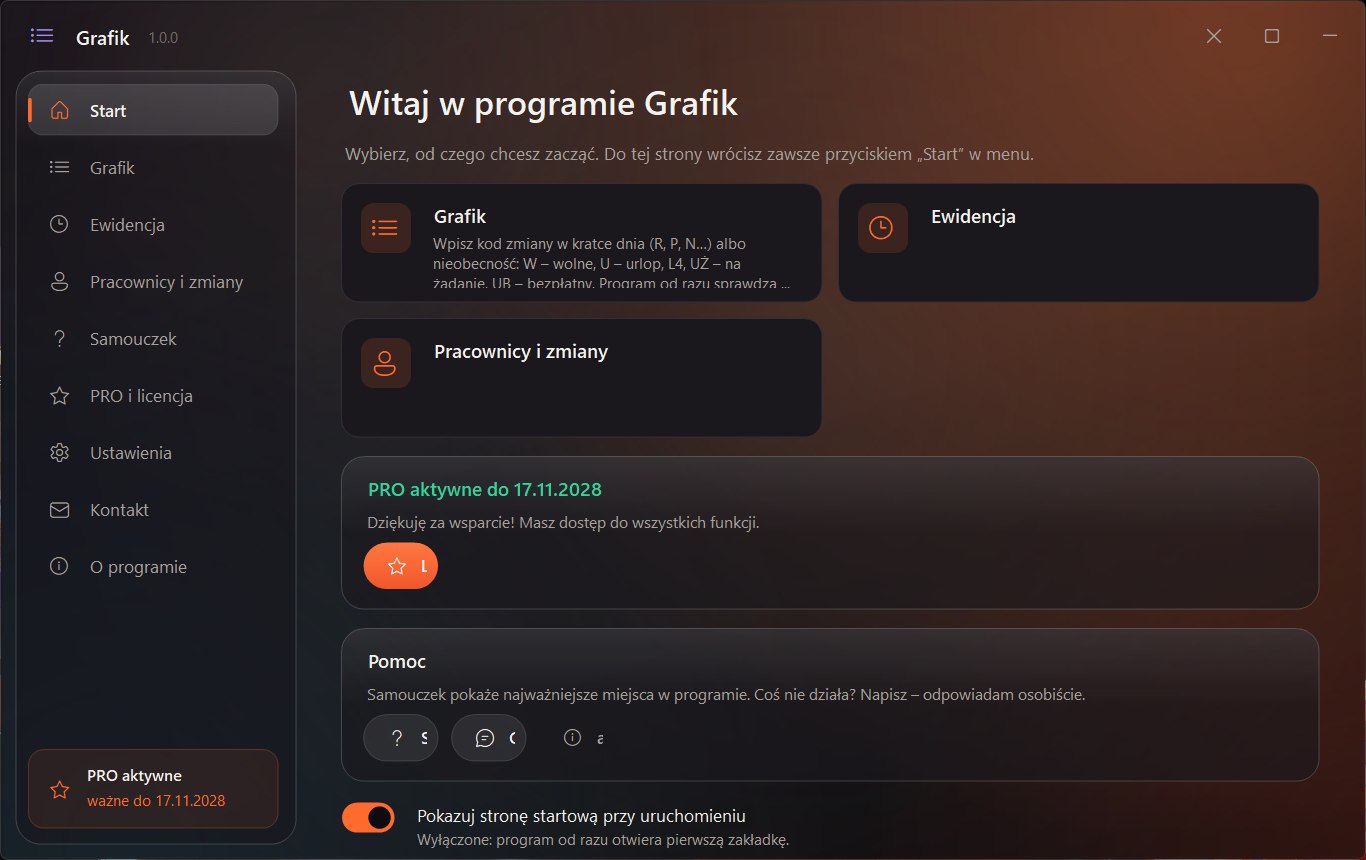 Grafik 1.0.0
Start
Grafik
Ewidencja
Pracownicy i zmiany
Samouczek
PRO i licencja
Ustawienia
Kontakt
O programie
PRO aktywne
ważne do 17.11.2028
Witaj w programie Grafik
Wybierz, od czego chcesz zacząć. Do tej strony wrócisz zawsze przyciskiem „Start” w menu.
Grafik
Wpisz kod zmiany w kratce dnia (R, P, N...) albo
nieobecność: W – wolne, U – urlop, L4, UŻ – na
żądanie, UB – bezpłatny. Program od razu sprawdza ...
Ewidencja
Pracownicy i zmiany
PRO aktywne do 17.11.2028
Dziękuję za wsparcie! Masz dostęp do wszystkich funkcji.
Pomoc
Samouczek pokaże najważniejsze miejsca w programie. Coś nie działa? Napisz – odpowiadam osobiście.
Pokazuj stronę startową przy uruchomieniu
Wyłączone: program od razu otwiera pierwszą zakładkę.